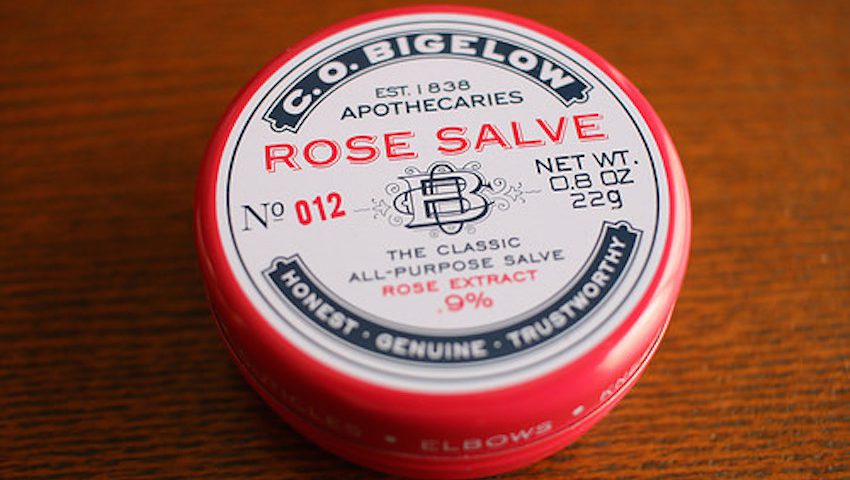 C.O. BIGELOW
EST. 1838
APOTHECARIES
ROSE SALVE
Nº 012
NET WT.
0.8 OZ
22g
THE CLASSIC
ALL-PURPOSE SALVE
ROSE EXTRACT
.9%
HONEST · GENUINE · TRUSTWORTHY
• ELBOWS •